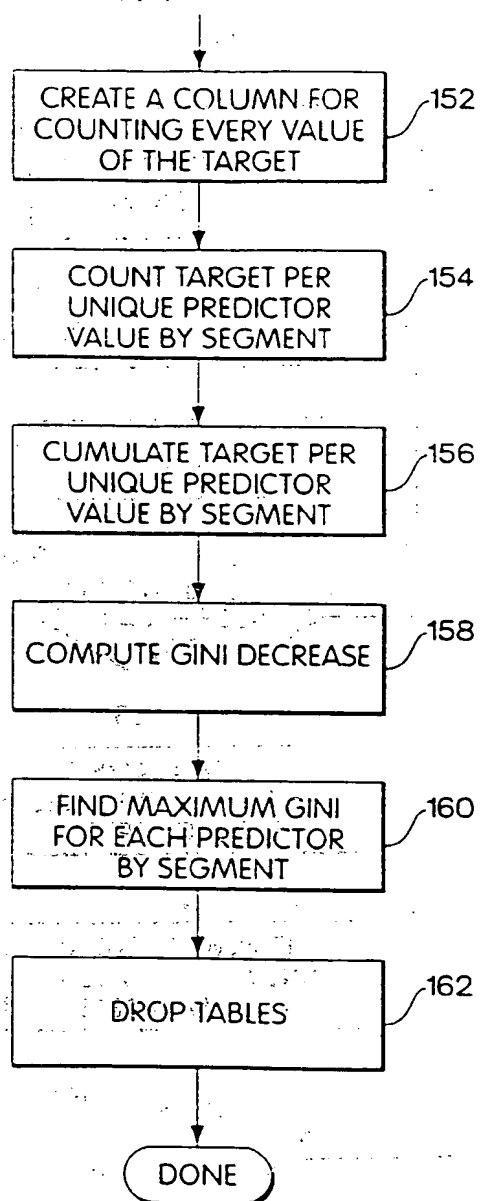 CREATE A COLUMN FOR
COUNTING EVERY VALUE
OF THE TARGET
152
COUNT TARGET PER
UNIQUE PREDICTOR
VALUE BY SEGMENT
154
CUMULATE TARGET PER
UNIQUE PREDICTOR
VALUE BY SEGMENT
156
COMPUTE GINI DECREASE
158
FIND MAXIMUM GINI
FOR EACH PREDICTOR
BY SEGMENT
160
DROP TABLES
162
DONE